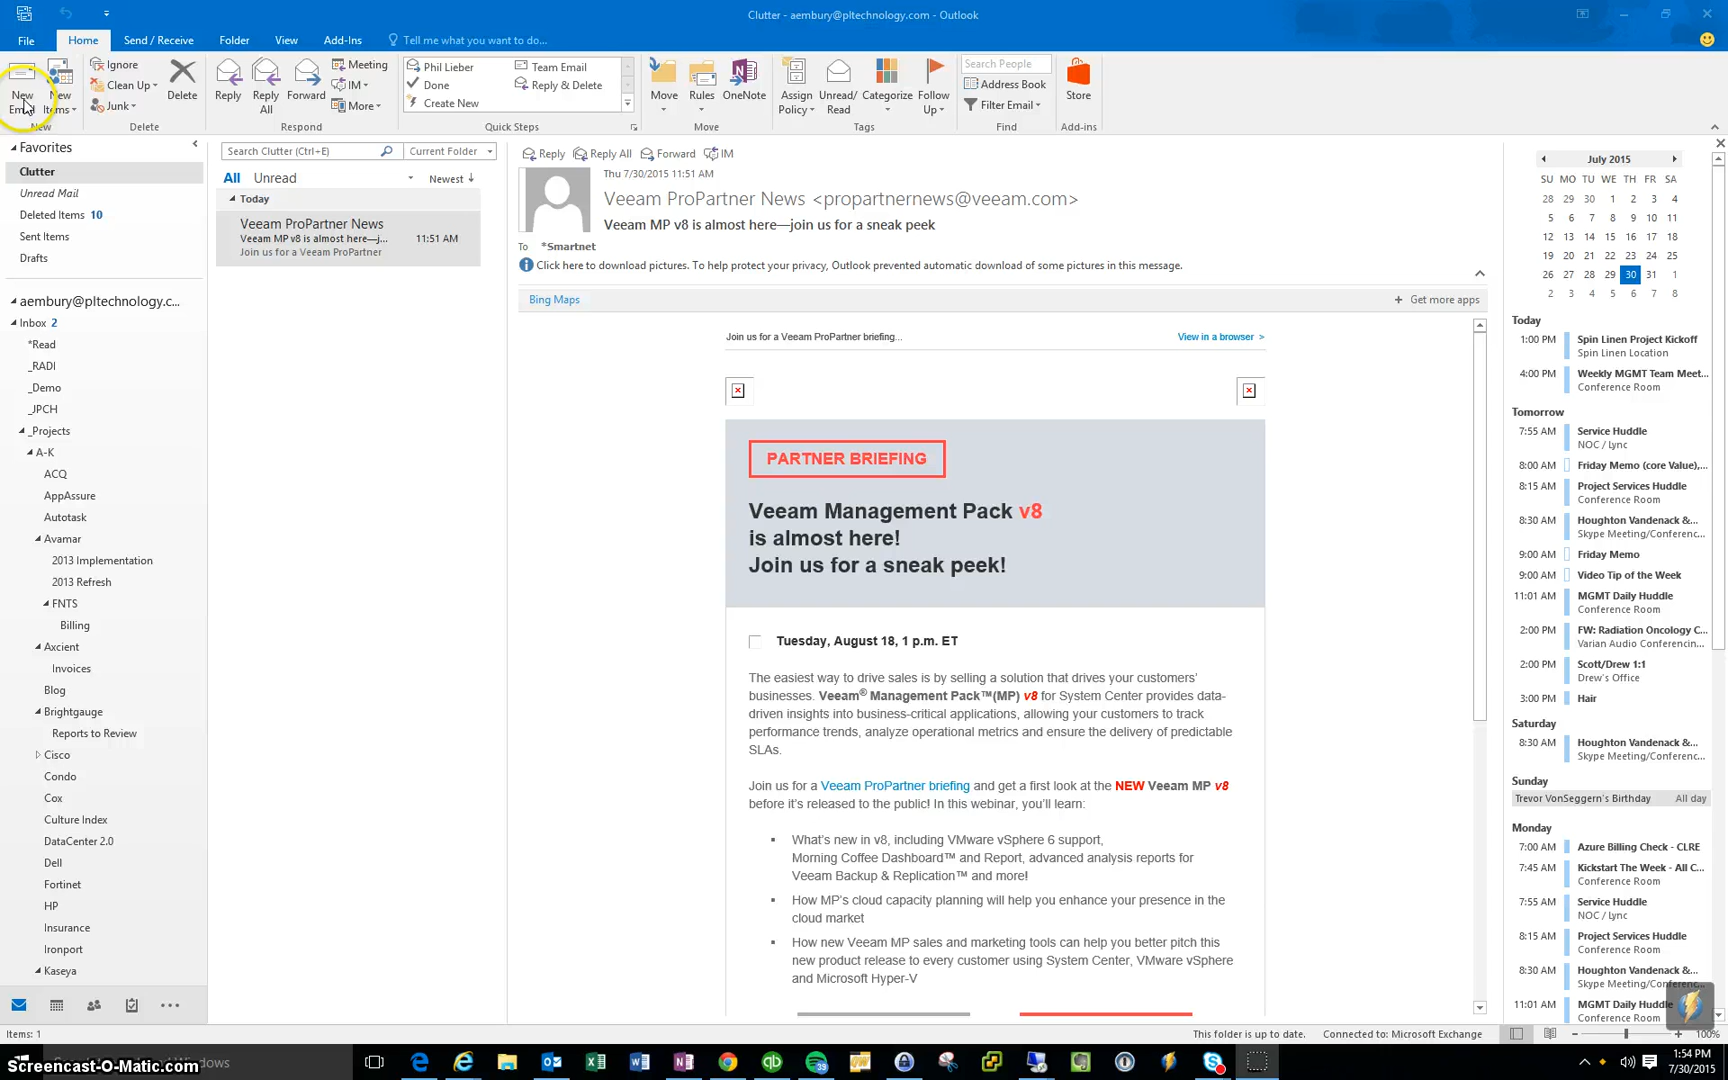 Clutter - aembury@pltechnology.com - Outlook
File
Home
Send / Receive
Folder
View
Add-Ins
Tell me what you want to do...
New Email
New Items
New
Ignore
Clean Up
Junk
Delete
Delete
Reply
Reply All
Forward
Meeting
IM
More
Respond
Phil Lieber
Done
Create New
Team Email
Reply & Delete
Quick Steps
Move
Rules
OneNote
Move
Assign Policy
Unread/ Read
Categorize
Follow Up
Tags
Search People
Address Book
Filter Email
Find
Store
Add-ins
Favorites
Clutter
Unread Mail
Deleted Items 10
Sent Items
Drafts
aembury@pltechnology.c...
Inbox 2
*Read
_RADI
_Demo
_JPCH
_Projects
A-K
ACQ
AppAssure
Autotask
Avamar
2013 Implementation
2013 Refresh
FNTS
Billing
Axcient
Invoices
Blog
Brightgauge
Reports to Review
Cisco
Condo
Cox
Culture Index
DataCenter 2.0
Dell
Fortinet
HP
Insurance
Ironport
Kaseya
Items: 1
Search Clutter (Ctrl+E)
Current Folder
All Unread
Newest
Today
Veeam ProPartner News
Veeam MP v8 is almost here—j... 11:51 AM
Join us for a Veeam ProPartner
Reply Reply All Forward IM
Thu 7/30/2015 11:51 AM
Veeam ProPartner News <propartnernews@veeam.com>
Veeam MP v8 is almost here—join us for a sneak peek
To *Smartnet
Click here to download pictures. To help protect your privacy, Outlook prevented automatic download of some pictures in this message.
Bing Maps
+ Get more apps
Join us for a Veeam ProPartner briefing...
View in a browser >
PARTNER BRIEFING
Veeam Management Pack v8
is almost here!
Join us for a sneak peek!
Tuesday, August 18, 1 p.m. ET
The easiest way to drive sales is by selling a solution that drives your customers'
businesses. Veeam® Management Pack™(MP) v8 for System Center provides data-
driven insights into business-critical applications, allowing your customers to track
performance trends, analyze operational metrics and ensure the delivery of predictable
SLAs.
Join us for a Veeam ProPartner briefing and get a first look at the NEW Veeam MP v8
before it's released to the public! In this webinar, you'll learn:
What's new in v8, including VMware vSphere 6 support,
Morning Coffee Dashboard™ and Report, advanced analysis reports for
Veeam Backup & Replication™ and more!
How MP's cloud capacity planning will help you enhance your presence in the
cloud market
How new Veeam MP sales and marketing tools can help you better pitch this
new product release to every customer using System Center, VMware vSphere
and Microsoft Hyper-V
July 2015
SU MO TU WE TH FR SA
28 29 30 1 2 3 4
5 6 7 8 9 10 11
12 13 14 15 16 17 18
19 20 21 22 23 24 25
26 27 28 29 30 31 1
2 3 4 5 6 7 8
Today
1:00 PM Spin Linen Project Kickoff
Spin Linen Location
4:00 PM Weekly MGMT Team Meet...
Conference Room
Tomorrow
7:55 AM Service Huddle
NOC / Lync
8:00 AM Friday Memo (core Value),...
8:15 AM Project Services Huddle
Conference Room
8:30 AM Houghton Vandenack &...
Skype Meeting/Conferenc...
9:00 AM Friday Memo
9:00 AM Video Tip of the Week
11:01 AM MGMT Daily Huddle
Conference Room
2:00 PM FW: Radiation Oncology C...
Varian Audio Conferencin...
2:00 PM Scott/Drew 1:1
Drew's Office
3:00 PM Hair
Saturday
8:30 AM Houghton Vandenack &...
Skype Meeting/Conferenc...
Sunday
Trevor VonSeggern's Birthday All day
Monday
7:00 AM Azure Billing Check - CLRE
7:45 AM Kickstart The Week - All C...
Conference Room
7:55 AM Service Huddle
NOC / Lync
8:15 AM Project Services Huddle
Conference Room
8:30 AM Houghton Vandenack &...
Skype Meeting/Conferenc...
11:01 AM MGMT Daily Huddle
Conference Room
This folder is up to date. Connected to: Microsoft Exchange
100%
Windows
39
1:54 PM
7/30/2015
Screencast-O-Matic.com